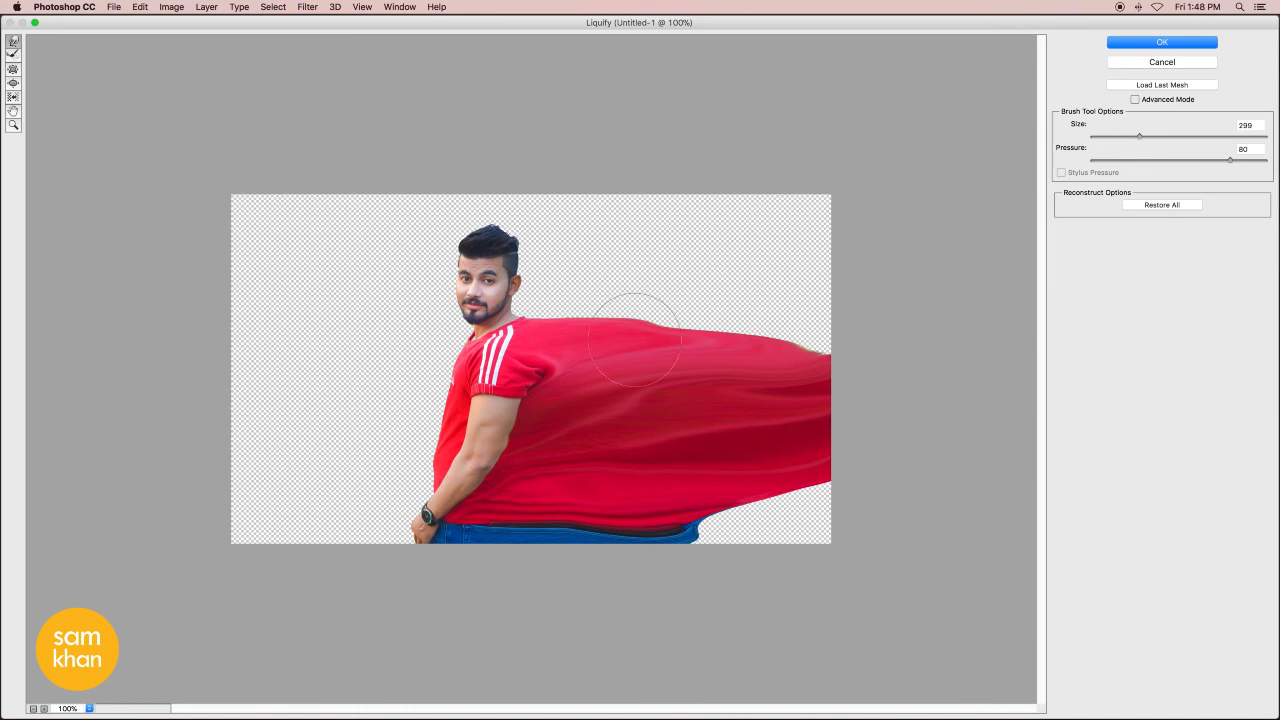 Photoshop CC File Edit Image Layer Type Select Filter 3D View Window Help Fri 1:48 PM
Liquify (Untitled-1 @ 100%)
OK
Cancel
Load Last Mesh
Advanced Mode
Brush Tool Options
Size: 299
Pressure: 80
Stylus Pressure
Reconstruct Options
Restore All
sam
khan
100%